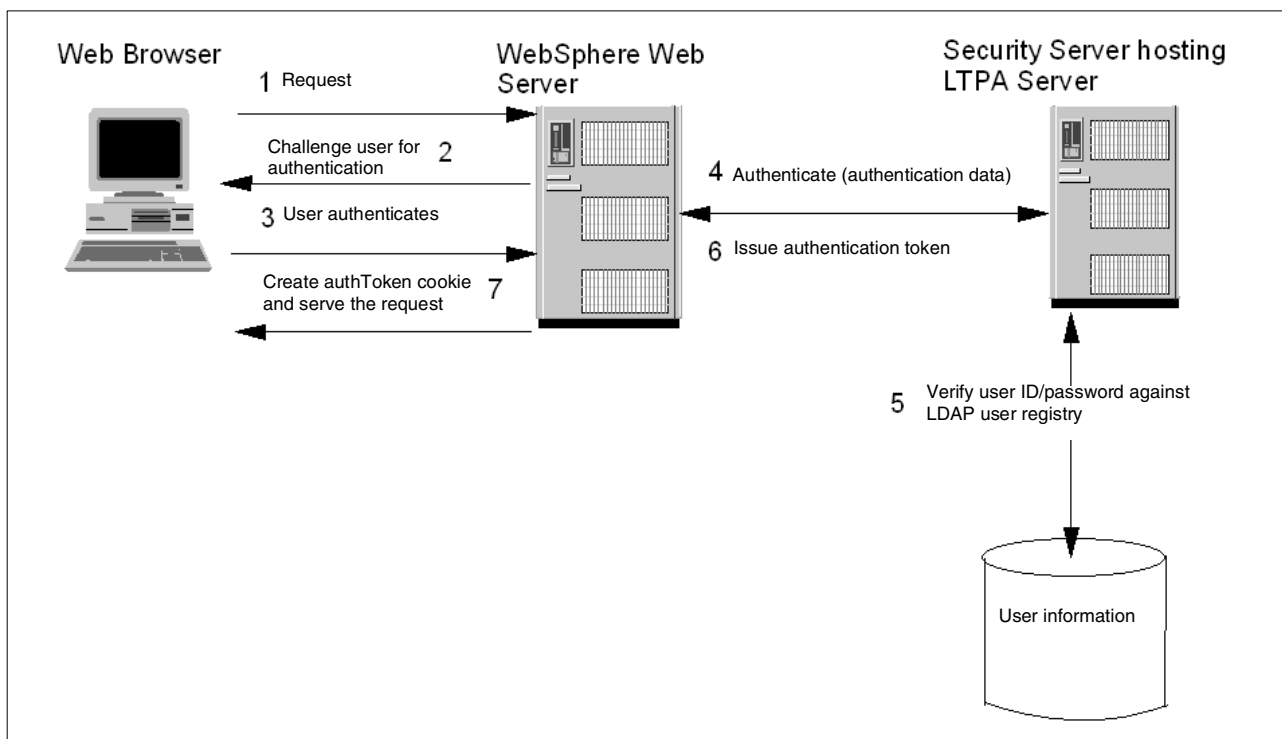 Web Browser
WebSphere Web
Server
Security Server hosting
LTPA Server
1 Request
Challenge user for 2
authentication
3 User authenticates
4 Authenticate (authentication data)
6 Issue authentication token
Create authToken cookie 7
and serve the request
5 Verify user ID/password against
LDAP user registry
User information